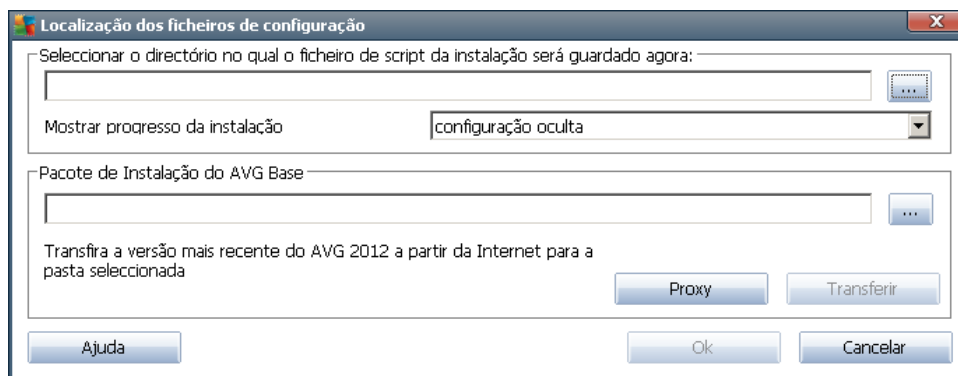 Localização dos ficheiros de configuração
Seleccionar o directório no qual o ficheiro de script da instalação será guardado agora:
...
Mostrar progresso da instalação
configuração oculta
Pacote de Instalação do AVG Base
...
Transfira a versão mais recente do AVG 2012 a partir da Internet para a
pasta seleccionada
Proxy
Transferir
Ajuda
Ok
Cancelar